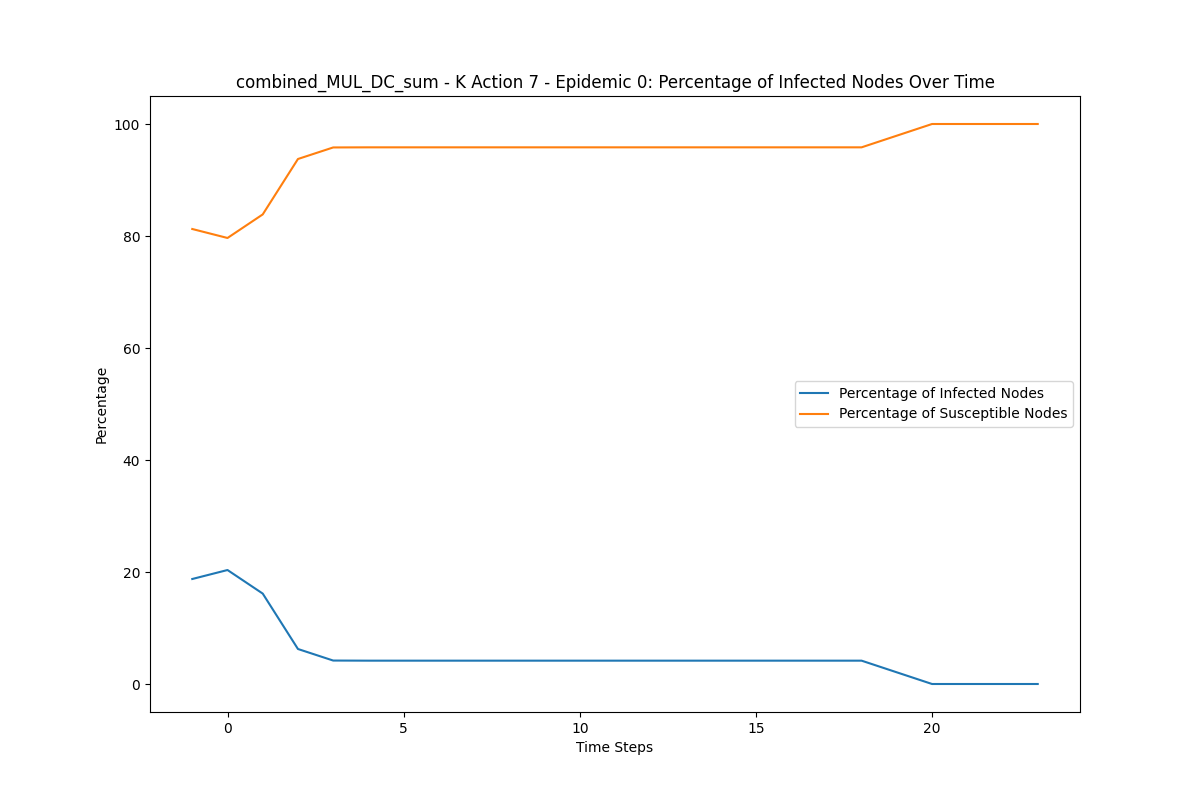 combined_MUL_DC_sum - K Action 7 - Epidemic 0: Percentage of Infected Nodes Over Time
100
80
60
40
20
0
Percentage
Percentage of Infected Nodes
Percentage of Susceptible Nodes
0
5
10
15
20
Time Steps